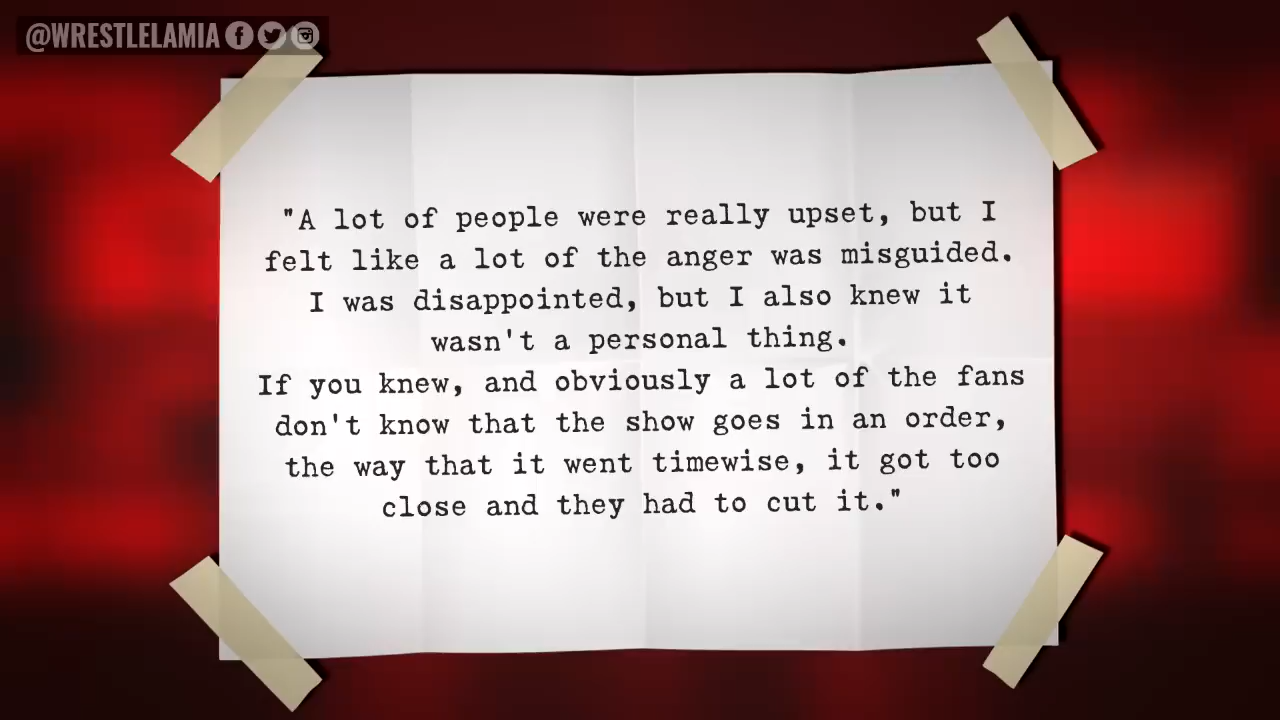 @WRESTLELAMIA
"A lot of people were really upset, but I
felt like a lot of the anger was misguided.
I was disappointed, but I also knew it
wasn't a personal thing.
If you knew, and obviously a lot of the fans
don't know that the show goes in an order,
the way that it went timewise, it got too
close and they had to cut it."